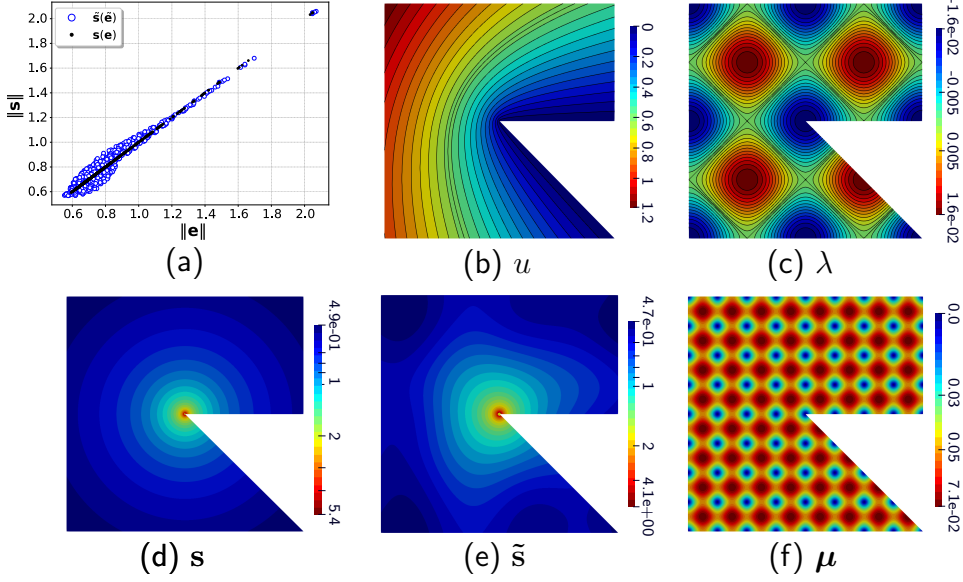 s̃(ẽ)
s(e)
2.0
1.8
1.6
1.4
1.2
1.0
0.8
0.6
‖s‖
0.6 0.8 1.0 1.2 1.4 1.6 1.8 2.0
‖e‖
(a)
0
0.2
0.4
0.6
0.8
1
1.2
(b) u
-1.6e-02
-0.005
0.005
1.6e-02
(c) λ
4.9e-01
1
2
5.4
(d) s
4.7e-01
1
2
4.1e+00
(e) s̃
0.0
0.03
0.05
7.1e-02
(f) μ